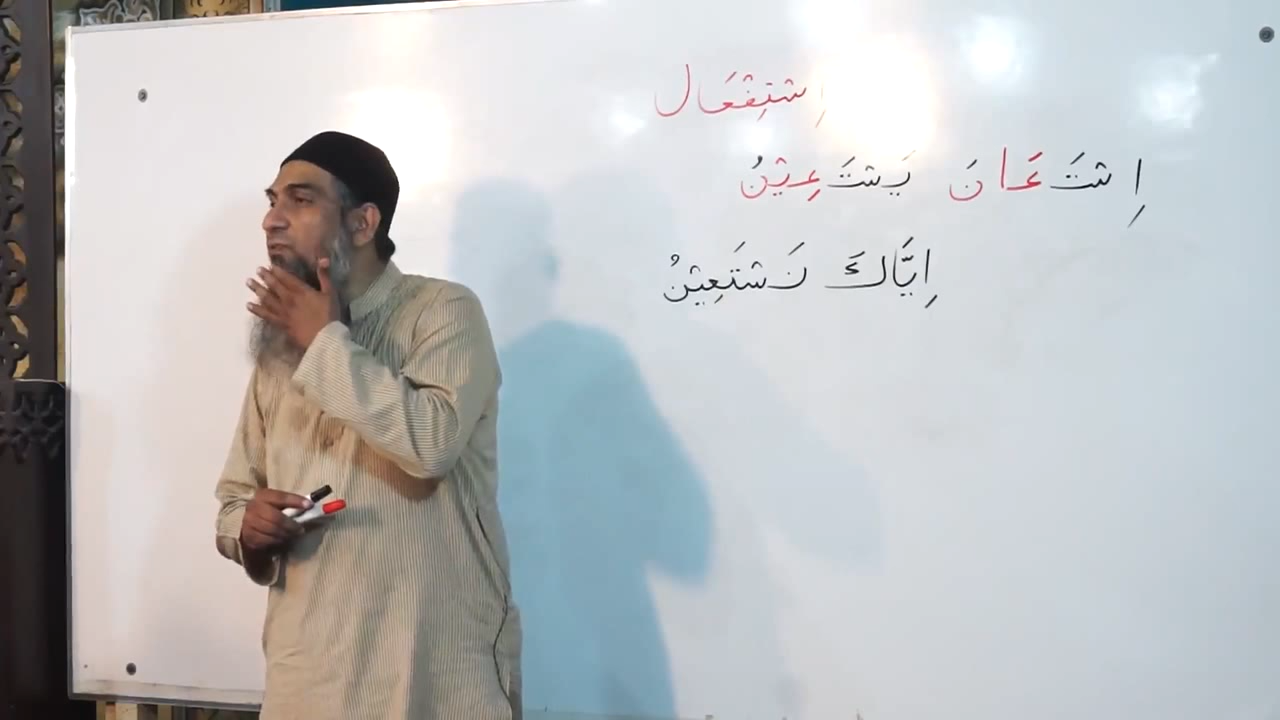 اِسْتِفْعَال
اِسْتَعَانَ يَسْتَعِيْنُ
اِيَّاكَ نَسْتَعِيْنُ